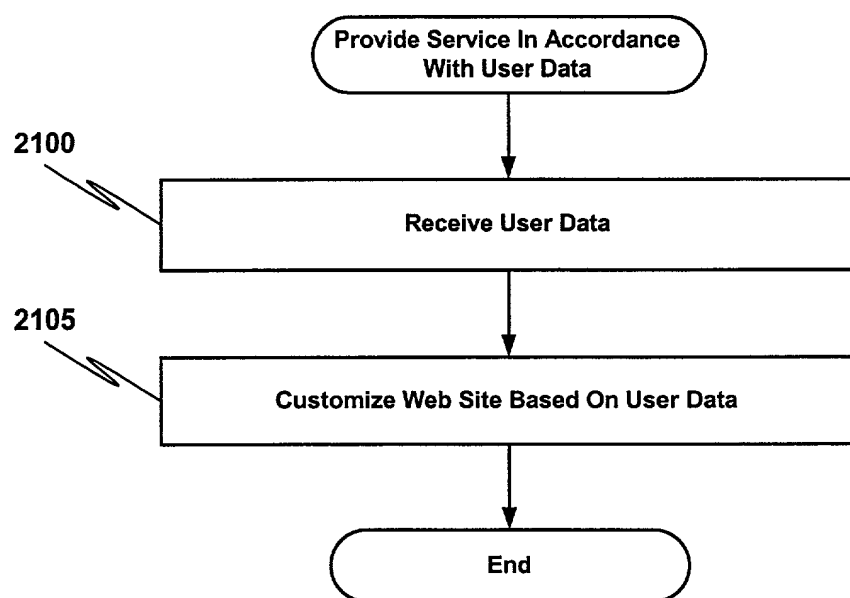 Provide Service In Accordance
With User Data
2100
Receive User Data
2105
Customize Web Site Based On User Data
End